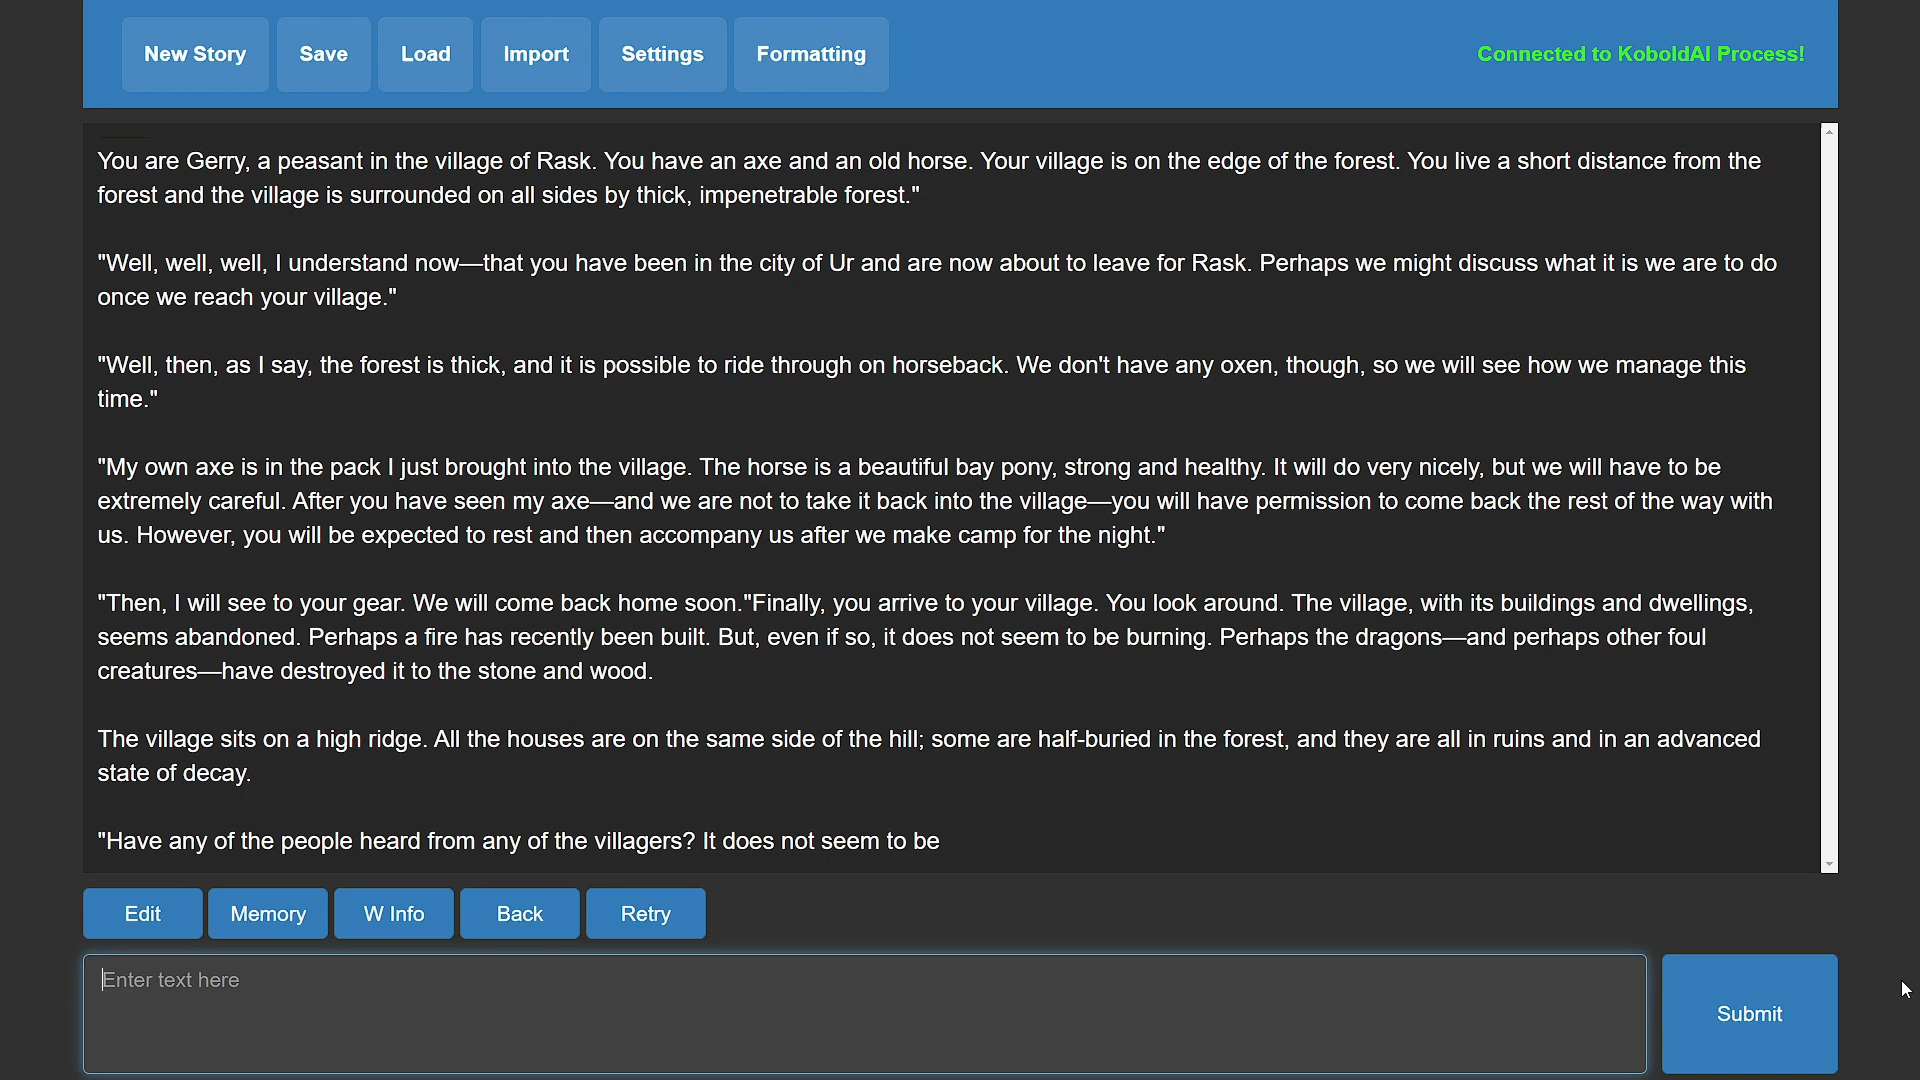 New Story Save Load Import Settings Formatting Connected to KoboldAI Process!
You are Gerry, a peasant in the village of Rask. You have an axe and an old horse. Your village is on the edge of the forest. You live a short distance from the
forest and the village is surrounded on all sides by thick, impenetrable forest."
"Well, well, well, I understand now—that you have been in the city of Ur and are now about to leave for Rask. Perhaps we might discuss what it is we are to do
once we reach your village."
"Well, then, as I say, the forest is thick, and it is possible to ride through on horseback. We don't have any oxen, though, so we will see how we manage this
time."
"My own axe is in the pack I just brought into the village. The horse is a beautiful bay pony, strong and healthy. It will do very nicely, but we will have to be
extremely careful. After you have seen my axe—and we are not to take it back into the village—you will have permission to come back the rest of the way with
us. However, you will be expected to rest and then accompany us after we make camp for the night."
"Then, I will see to your gear. We will come back home soon."Finally, you arrive to your village. You look around. The village, with its buildings and dwellings,
seems abandoned. Perhaps a fire has recently been built. But, even if so, it does not seem to be burning. Perhaps the dragons—and perhaps other foul
creatures—have destroyed it to the stone and wood.
The village sits on a high ridge. All the houses are on the same side of the hill; some are half-buried in the forest, and they are all in ruins and in an advanced
state of decay.
"Have any of the people heard from any of the villagers? It does not seem to be
Edit Memory W Info Back Retry
Enter text here
Submit